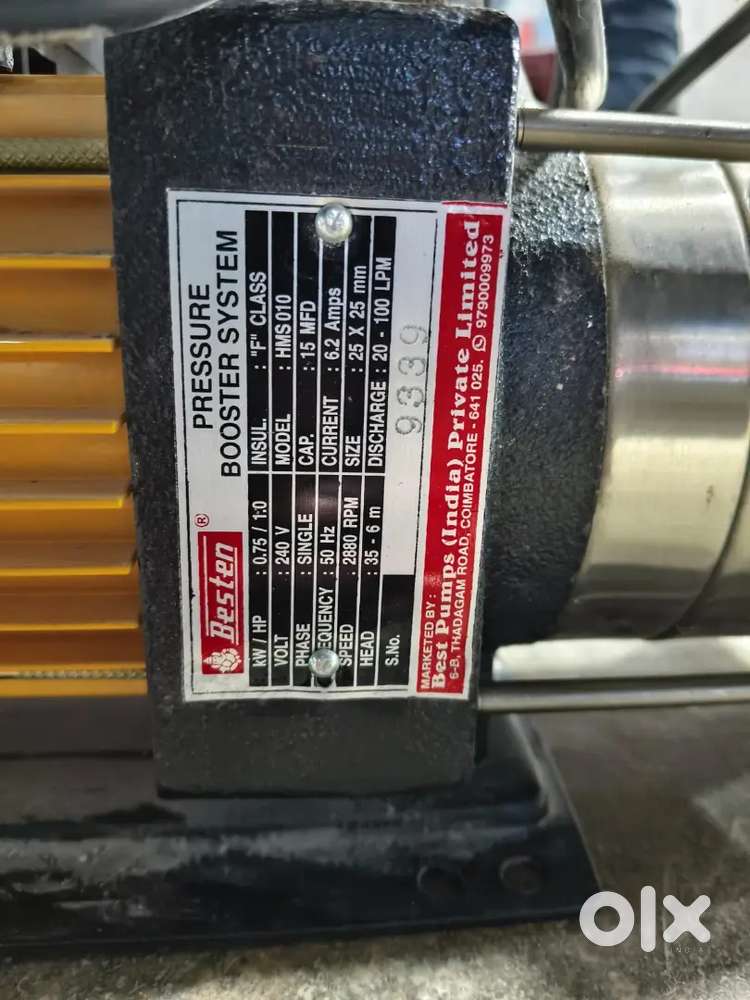 Besten ®
PRESSURE
BOOSTER SYSTEM
kW / HP : 0.75 / 1.0 INSUL. : "F" CLASS
VOLT : 240 V MODEL : HMS 010
PHASE : SINGLE CAP. : 15 MFD
EQUENCY : 50 Hz CURRENT : 6.2 Amps
SPEED : 2880 RPM SIZE : 25 X 25 mm
HEAD : 35 - 6 m DISCHARGE : 20 - 100 LPM
S.No. 9339
MARKETED BY :
Best Pumps (India) Private Limited
6-B, THADAGAM ROAD, COIMBATORE - 641 025. 9790009973
olx
INDIA